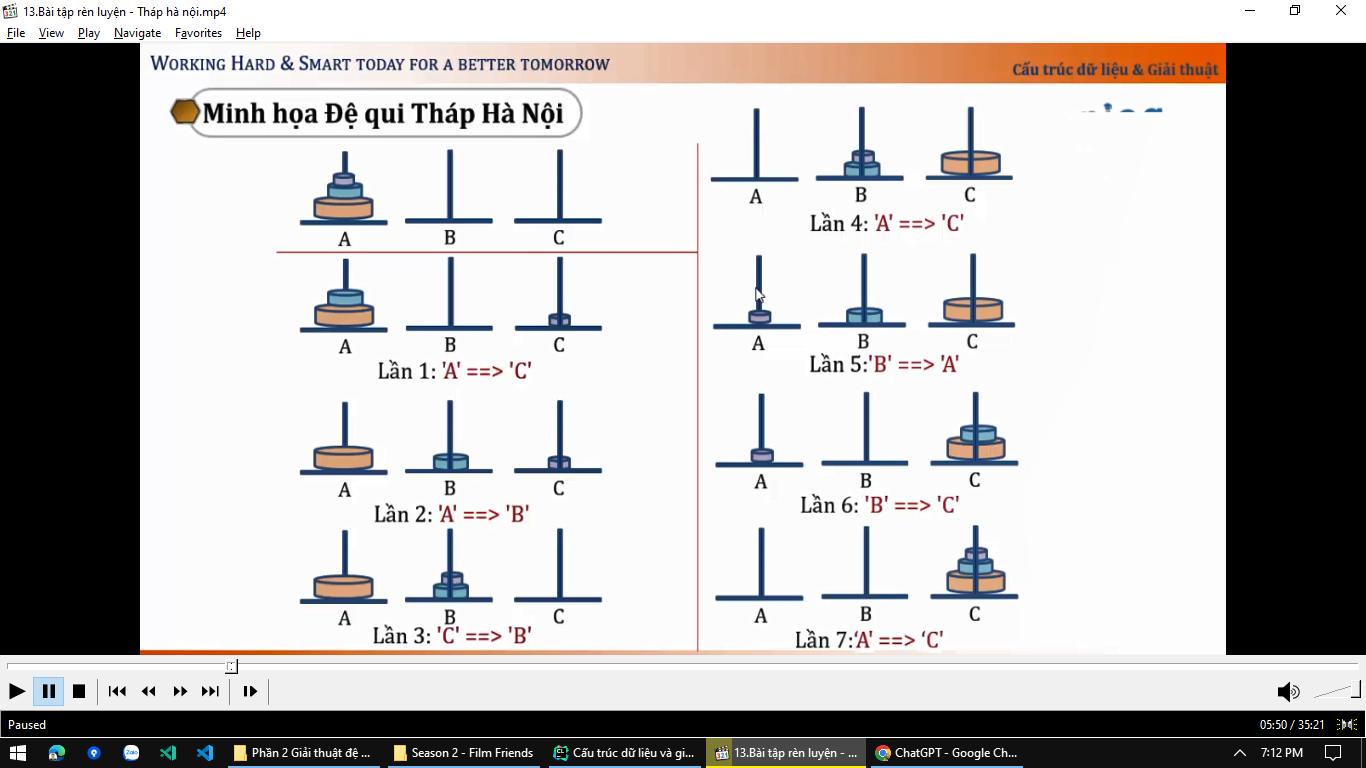 13.Bài tập rèn luyện - Tháp hà nội.mp4
File View Play Navigate Favorites Help
WORKING HARD & SMART TODAY FOR A BETTER TOMORROW
Cấu trúc dữ liệu & Giải thuật
Minh họa Đệ qui Tháp Hà Nội
A B C
A B C
Lần 1: 'A' ==> 'C'
A B C
Lần 2: 'A' ==> 'B'
A B C
Lần 3: 'C' ==> 'B'
A B C
Lần 4: 'A' ==> 'C'
A B C
Lần 5:'B' ==> 'A'
A B C
Lần 6: 'B' ==> 'C'
A B C
Lần 7:‘A' ==> ‘C'
Paused
05:50 / 35:21
Zalo
Phần 2 Giải thuật đệ ...
Season 2 - Film Friends
Cấu trúc dữ liệu và gi...
13.Bài tập rèn luyện - ...
ChatGPT - Google Ch...
7:12 PM